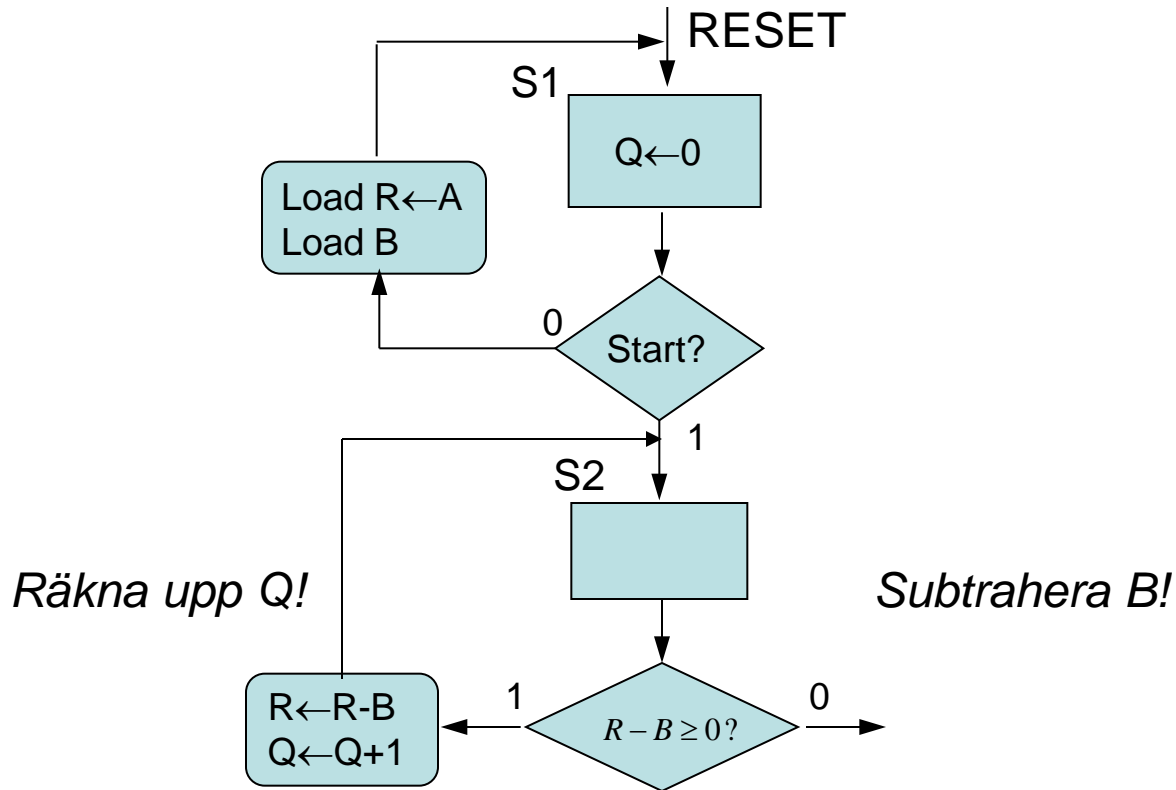 RESET
S1
Q←0
Load R←A
Load B
0
Start?
1
S2
Räkna upp Q!
Subtrahera B!
R←R-B
Q←Q+1
1
R − B ≥ 0 ?
0